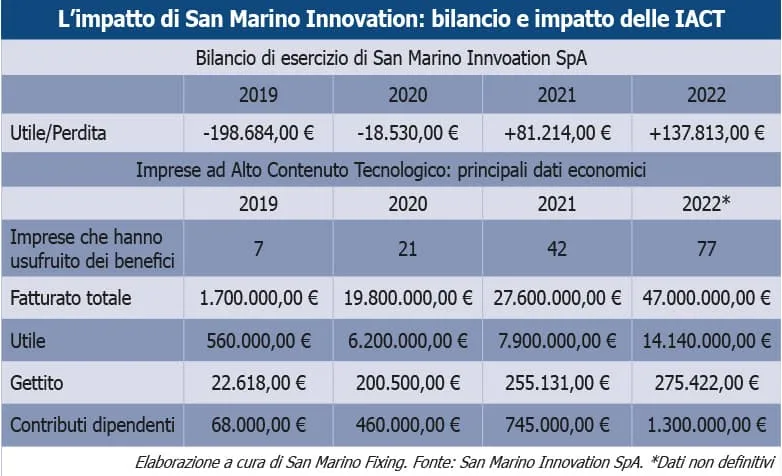 L’impatto di San Marino Innovation: bilancio e impatto delle IACT
Bilancio di esercizio di San Marino Innvoation SpA
2019 2020 2021 2022
Utile/Perdita -198.684,00 € -18.530,00 € +81.214,00 € +137.813,00 €
Imprese ad Alto Contenuto Tecnologico: principali dati economici
2019 2020 2021 2022*
Imprese che hanno
usufruito dei benefici 7 21 42 77
Fatturato totale 1.700.000,00 € 19.800.000,00 € 27.600.000,00 € 47.000.000,00 €
Utile 560.000,00 € 6.200.000,00 € 7.900.000,00 € 14.140.000,00 €
Gettito 22.618,00 € 200.500,00 € 255.131,00 € 275.422,00 €
Contributi dipendenti 68.000,00 € 460.000,00 € 745.000,00 € 1.300.000,00 €
Elaborazione a cura di San Marino Fixing. Fonte: San Marino Innovation SpA. *Dati non definitivi